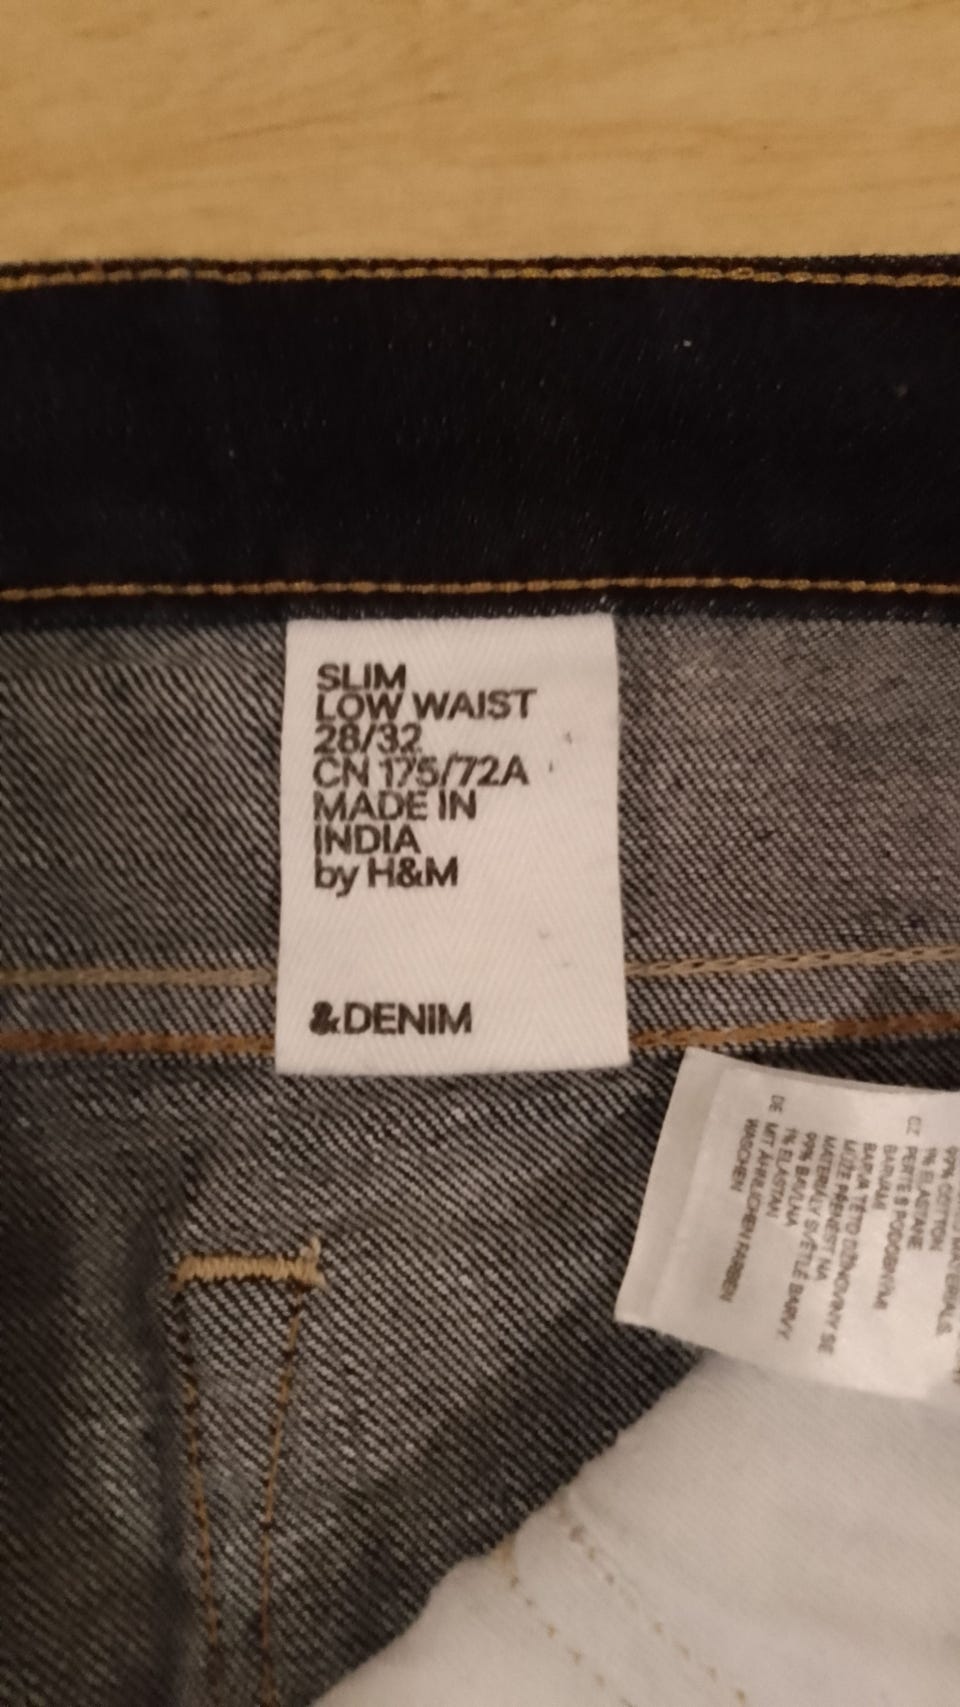 SLIM
LOW WAIST
28/32
CN 175/72A
MADE IN
INDIA
by H&M
&DENIM
99% COTTON
1% ELASTANE
CZ PERTE S PODOBNÝMI
BARVAMI
BARVA TÉTO DŽÍNOVINY SE
MŮŽE PŘENÉST NA
MATERIÁLY SVĚTLÉ BARVY
99% BAVLNA
1% ELASTAN
DE MIT ÄHNLICHEN FARBEN
WASCHEN